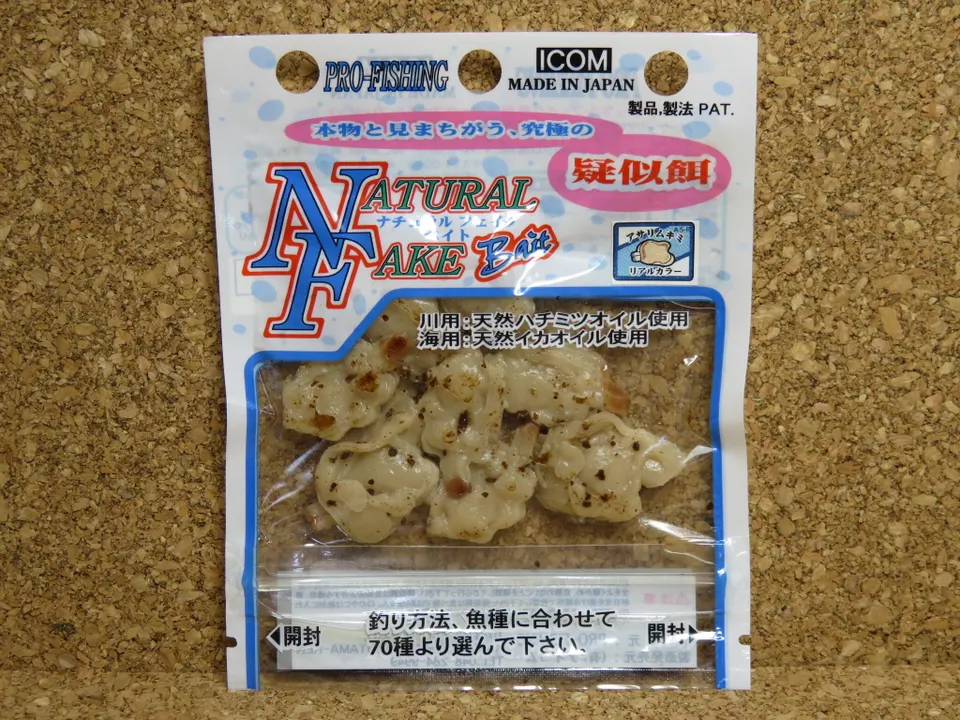 PRO-FISHING
ICOM
MADE IN JAPAN
製品,製法 PAT.
本物と見まちがう、究極の
疑似餌
NATURAL
ナチュラル フェイク
ベイト
FAKE Bait
アサリムキミ
リアルカラー
川用:天然ハチミツオイル使用
海用:天然イカオイル使用
釣り方法、魚種に合わせて
70種より選んで下さい。
◀開封
開封▶